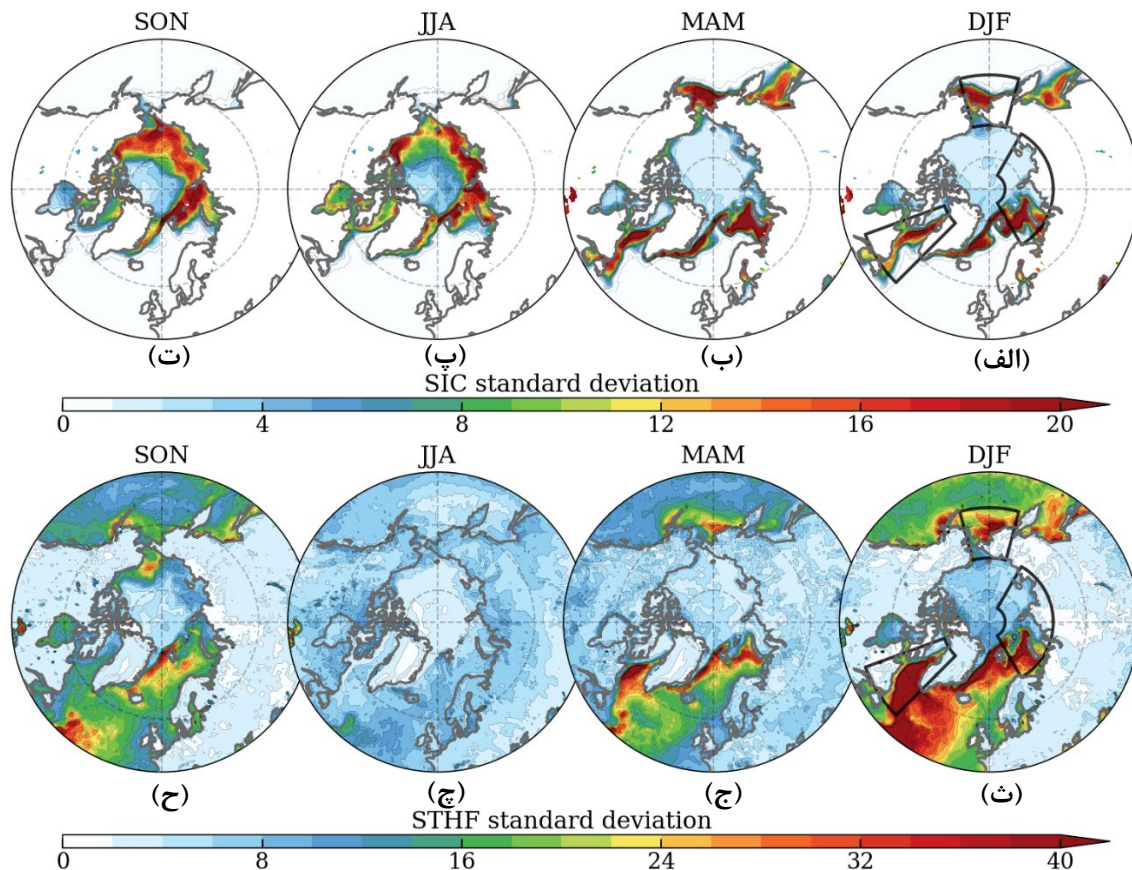 SON JJA MAM DJF
(ت) (پ) (ب) (الف)
SIC standard deviation
0 4 8 12 16 20
SON JJA MAM DJF
(ح) (چ) (ج) (ث)
STHF standard deviation
0 8 16 24 32 40